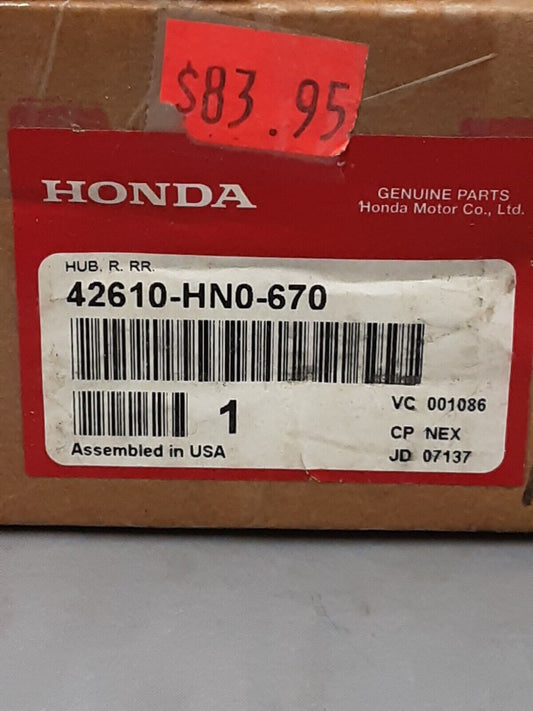 $83.95
HONDA
GENUINE PARTS
Honda Motor Co., Ltd.
HUB, R. RR.
42610-HN0-670
1
VC 001086
CP NEX
Assembled in USA
JD 07137